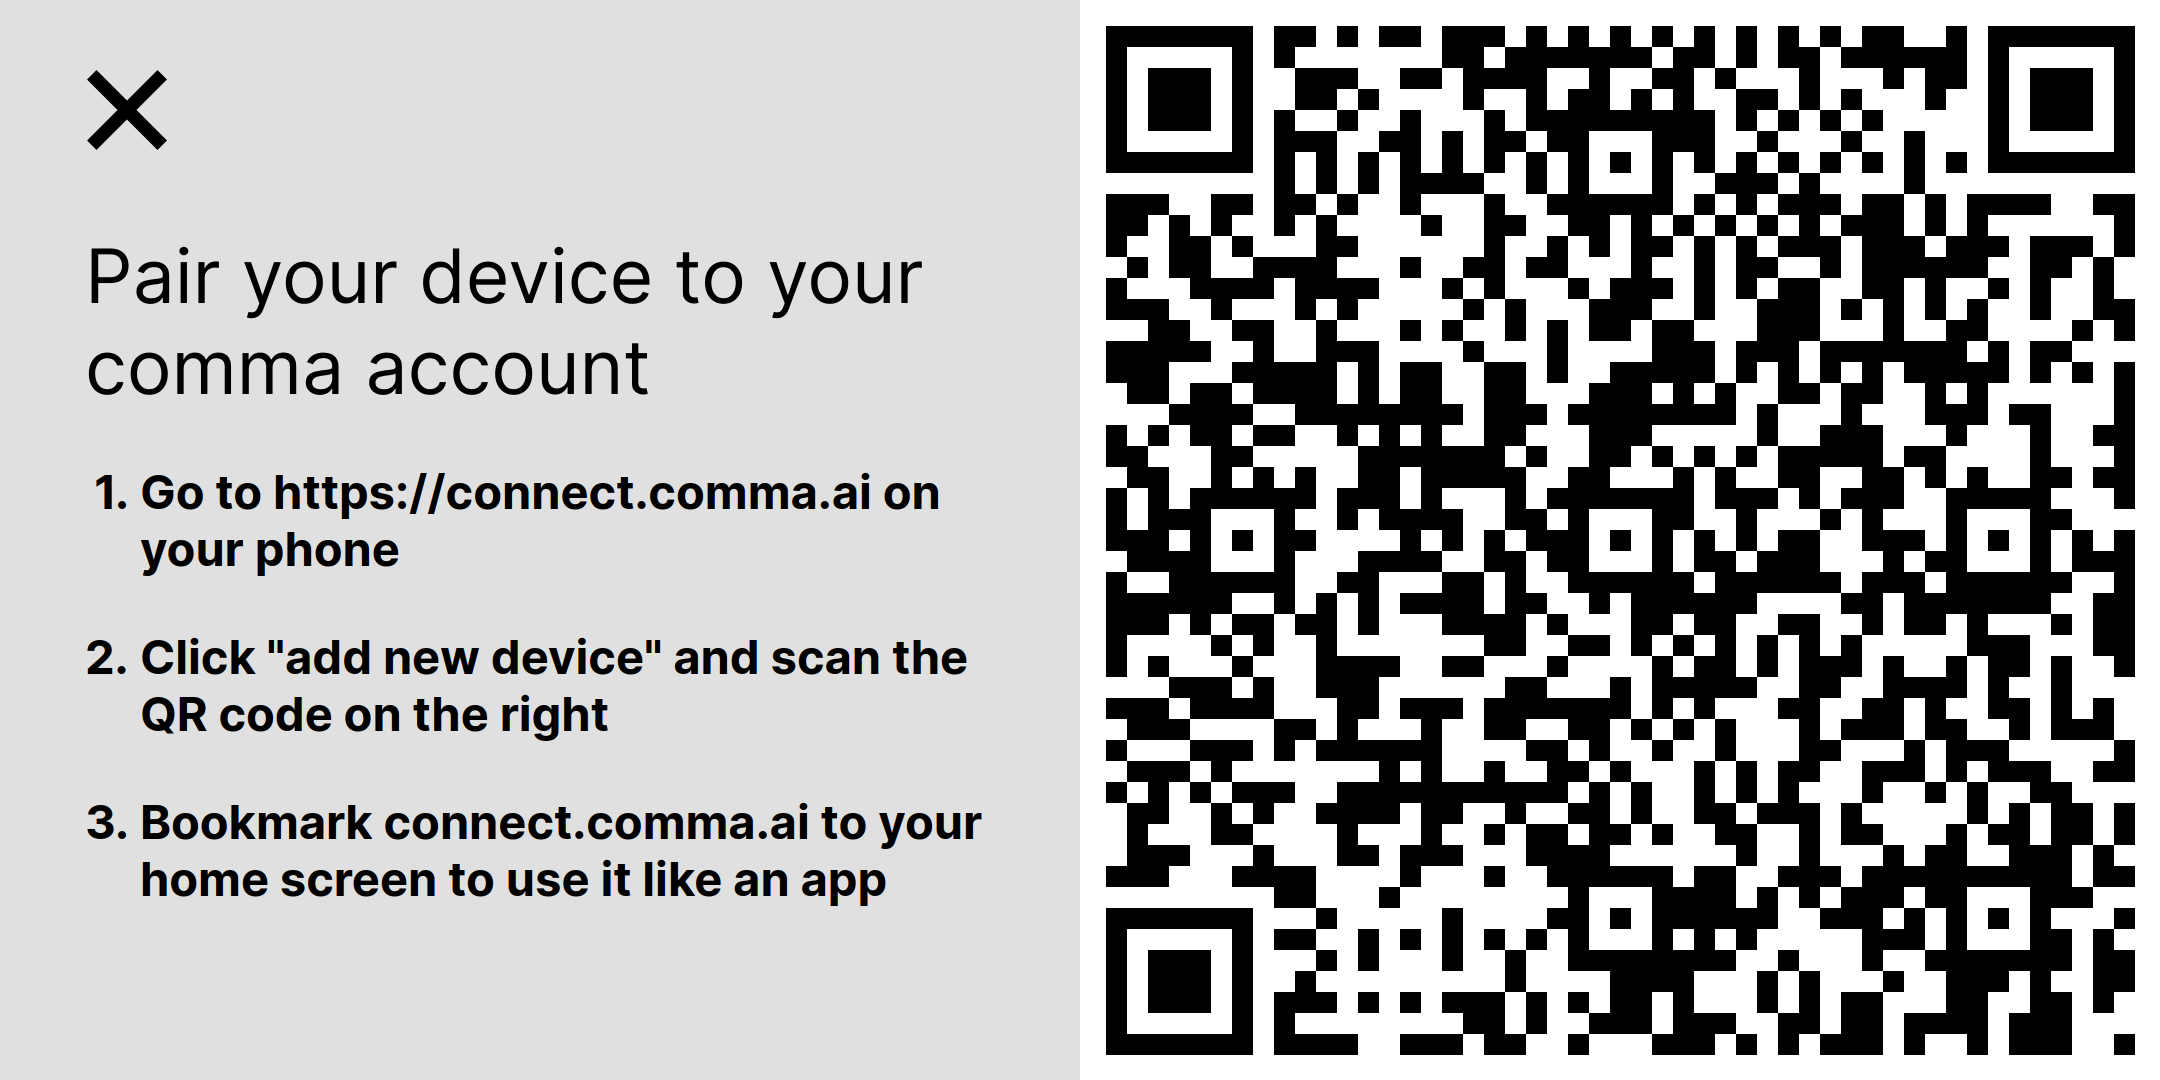 Pair your device to your
comma account
1. Go to https://connect.comma.ai on
your phone
2. Click "add new device" and scan the
QR code on the right
3. Bookmark connect.comma.ai to your
home screen to use it like an app